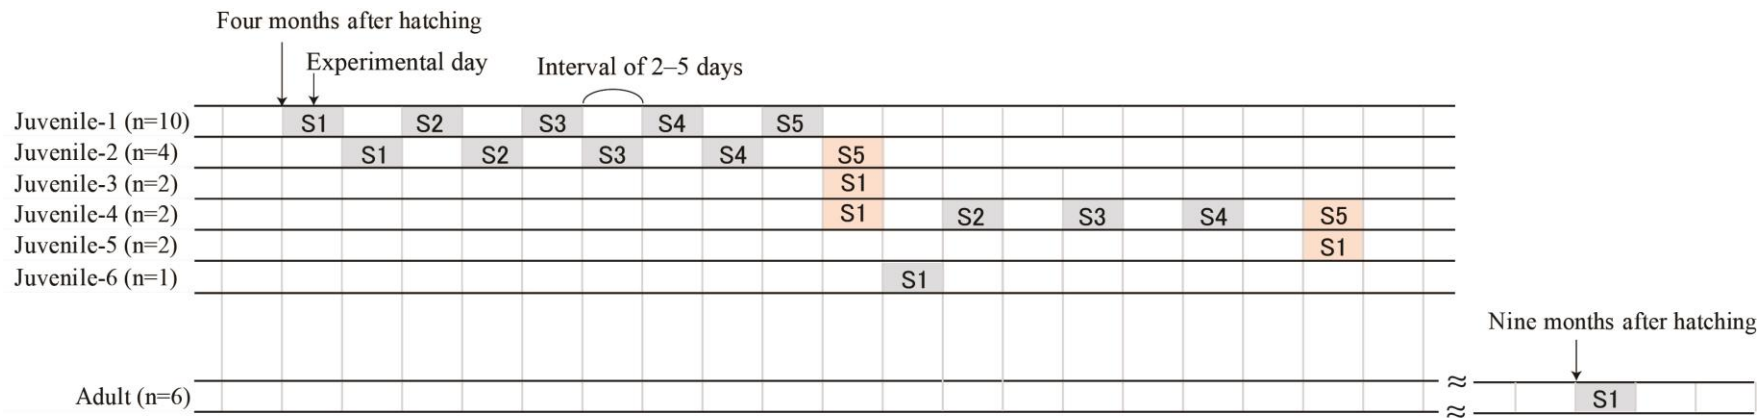 Four months after hatching
Experimental day
Interval of 2–5 days
Juvenile-1 (n=10) S1 S2 S3 S4 S5
Juvenile-2 (n=4) S1 S2 S3 S4 S5
Juvenile-3 (n=2) S1
Juvenile-4 (n=2) S1 S2 S3 S4 S5
Juvenile-5 (n=2) S1
Juvenile-6 (n=1) S1
Nine months after hatching
Adult (n=6) ≈ ≈ S1